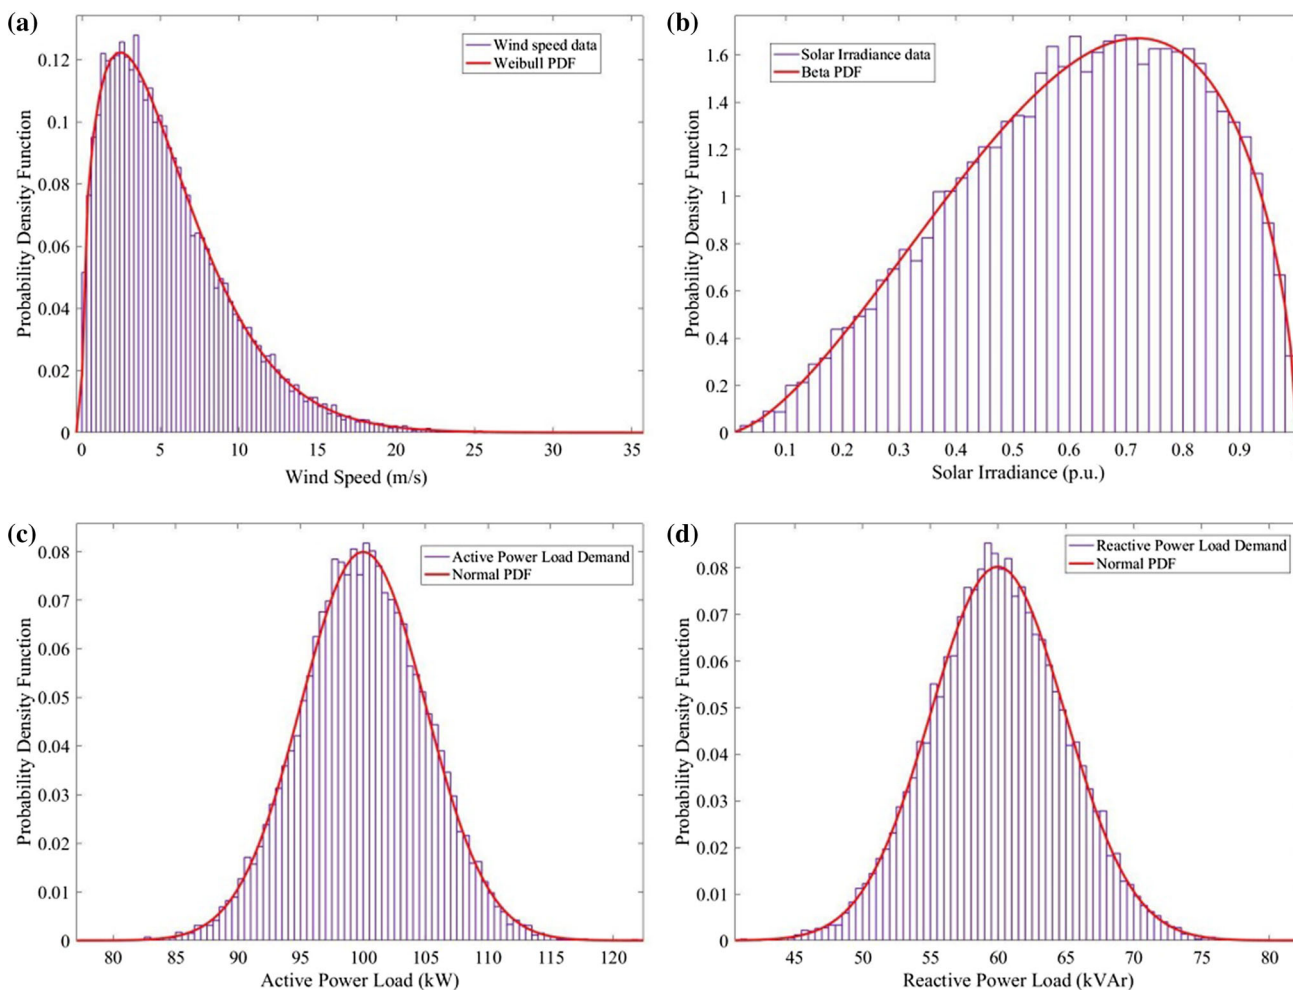 (a)
Wind speed data
Weibull PDF
Probability Density Function
0.12
0.1
0.08
0.06
0.04
0.02
0
0 5 10 15 20 25 30 35
Wind Speed (m/s)
(b)
Solar Irradiance data
Beta PDF
Probability Density Function
1.6
1.4
1.2
1
0.8
0.6
0.4
0.2
0
0.1 0.2 0.3 0.4 0.5 0.6 0.7 0.8 0.9
Solar Irradiance (p.u.)
(c)
Active Power Load Demand
Normal PDF
Probability Density Function
0.08
0.07
0.06
0.05
0.04
0.03
0.02
0.01
0
80 85 90 95 100 105 110 115 120
Active Power Load (kW)
(d)
Reactive Power Load Demand
Normal PDF
Probability Density Function
0.08
0.07
0.06
0.05
0.04
0.03
0.02
0.01
0
45 50 55 60 65 70 75 80
Reactive Power Load (kVAr)